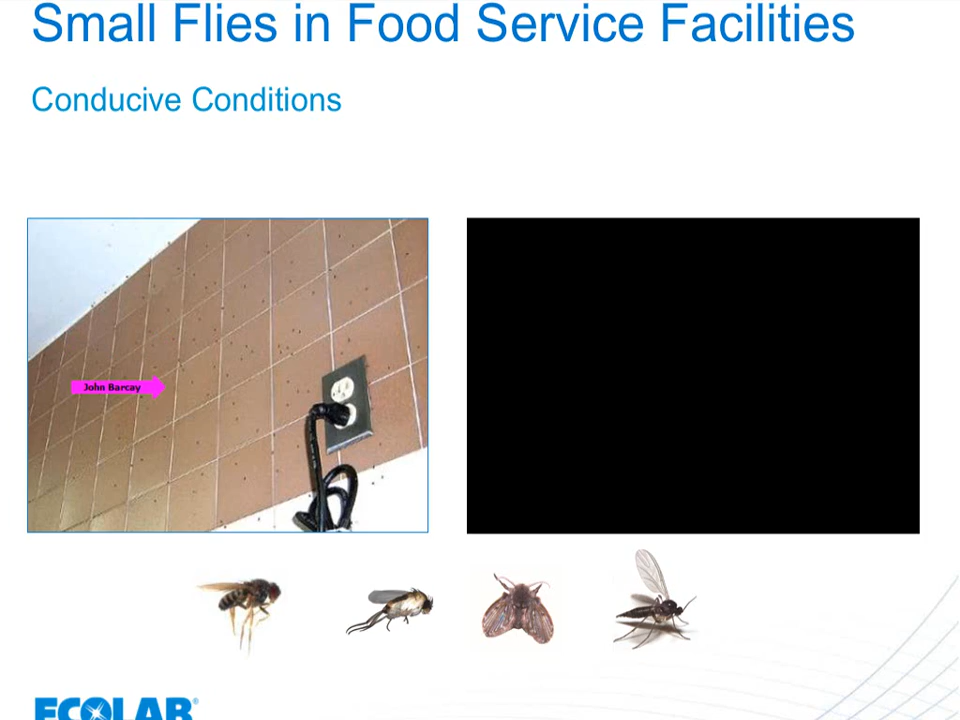 Small Flies in Food Service Facilities
Conducive Conditions
John Barcay
ECOLAB®